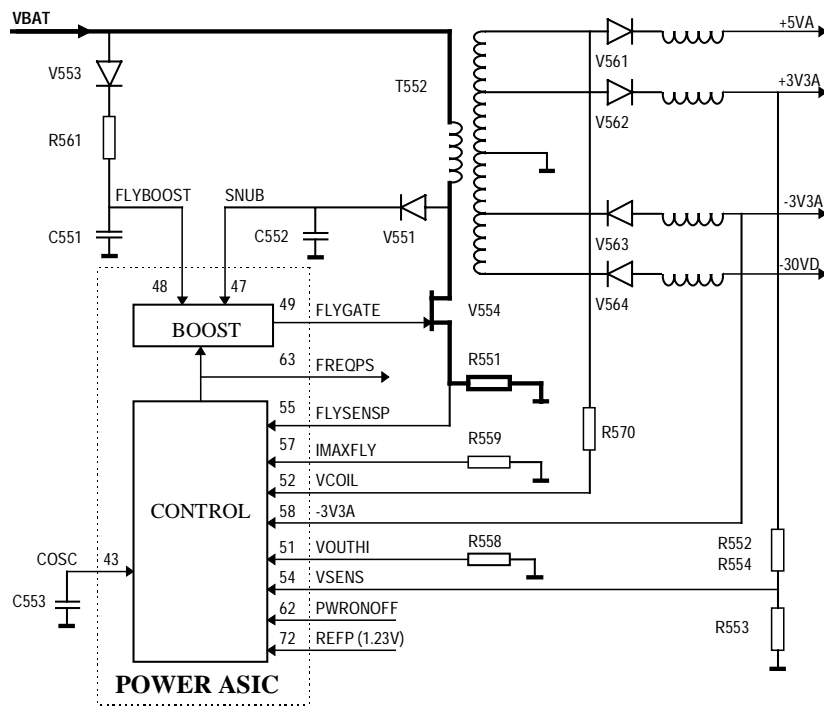 VBAT
+5VA
V553
V561
T552
+3V3A
R561
V562
FLYBOOST
SNUB
-3V3A
C551
C552
V551
V563
-30VD
48
47
V564
49
FLYGATE
V554
BOOST
63
FREQPS
R551
55
FLYSENSP
R570
57
IMAXFLY
R559
52
VCOIL
CONTROL
58
-3V3A
51
VOUTHI
R558
R552
R554
COSC
43
54
VSENS
C553
62
PWRONOFF
R553
72
REFP (1.23V)
POWER ASIC